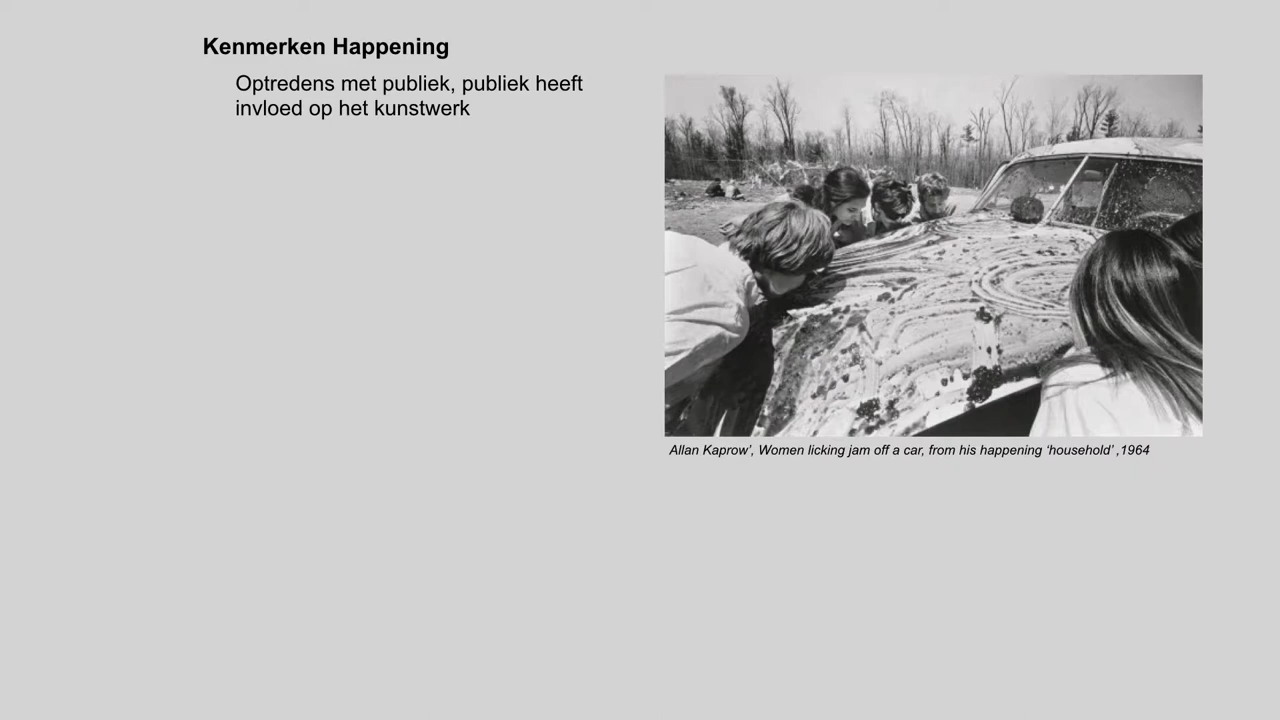 Kenmerken Happening
Optredens met publiek, publiek heeft
invloed op het kunstwerk
Allan Kaprow’, Women licking jam off a car, from his happening ‘household’ ,1964